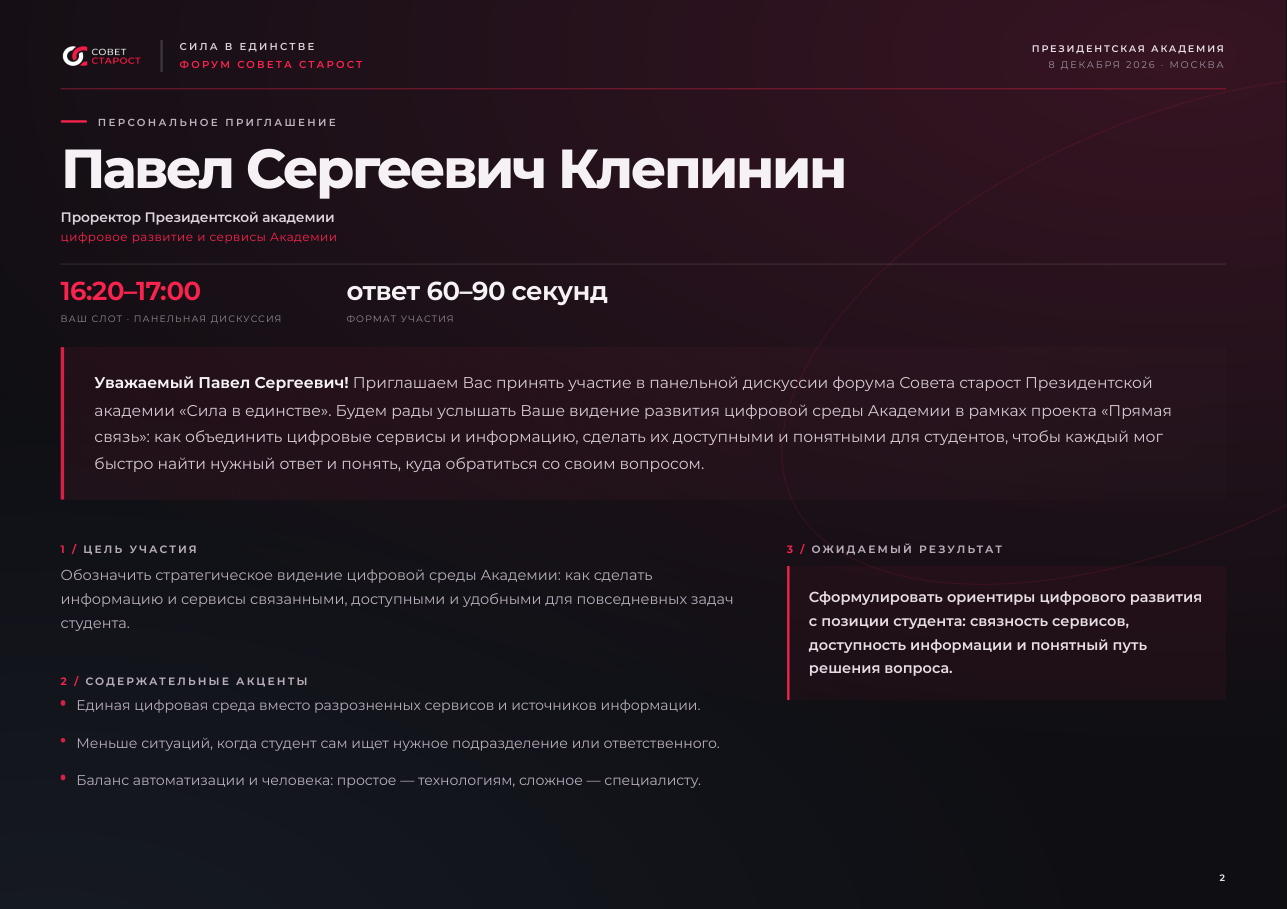 СОВЕТ
СТАРОСТ
СИЛА В ЕДИНСТВЕ
ФОРУМ СОВЕТА СТАРОСТ
ПРЕЗИДЕНТСКАЯ АКАДЕМИЯ
8 ДЕКАБРЯ 2026 · МОСКВА
ПЕРСОНАЛЬНОЕ ПРИГЛАШЕНИЕ
Павел Сергеевич Клепинин
Проректор Президентской академии
цифровое развитие и сервисы Академии
16:20–17:00
ВАШ СЛОТ · ПАНЕЛЬНАЯ ДИСКУССИЯ
ответ 60–90 секунд
ФОРМАТ УЧАСТИЯ
Уважаемый Павел Сергеевич! Приглашаем Вас принять участие в панельной дискуссии форума Совета старост Президентской
академии «Сила в единстве». Будем рады услышать Ваше видение развития цифровой среды Академии в рамках проекта «Прямая
связь»: как объединить цифровые сервисы и информацию, сделать их доступными и понятными для студентов, чтобы каждый мог
быстро найти нужный ответ и понять, куда обратиться со своим вопросом.
1 / ЦЕЛЬ УЧАСТИЯ
Обозначить стратегическое видение цифровой среды Академии: как сделать
информацию и сервисы связанными, доступными и удобными для повседневных задач
студента.
2 / СОДЕРЖАТЕЛЬНЫЕ АКЦЕНТЫ
• Единая цифровая среда вместо разрозненных сервисов и источников информации.
• Меньше ситуаций, когда студент сам ищет нужное подразделение или ответственного.
• Баланс автоматизации и человека: простое — технологиям, сложное — специалисту.
3 / ОЖИДАЕМЫЙ РЕЗУЛЬТАТ
Сформулировать ориентиры цифрового развития
с позиции студента: связность сервисов,
доступность информации и понятный путь
решения вопроса.
2